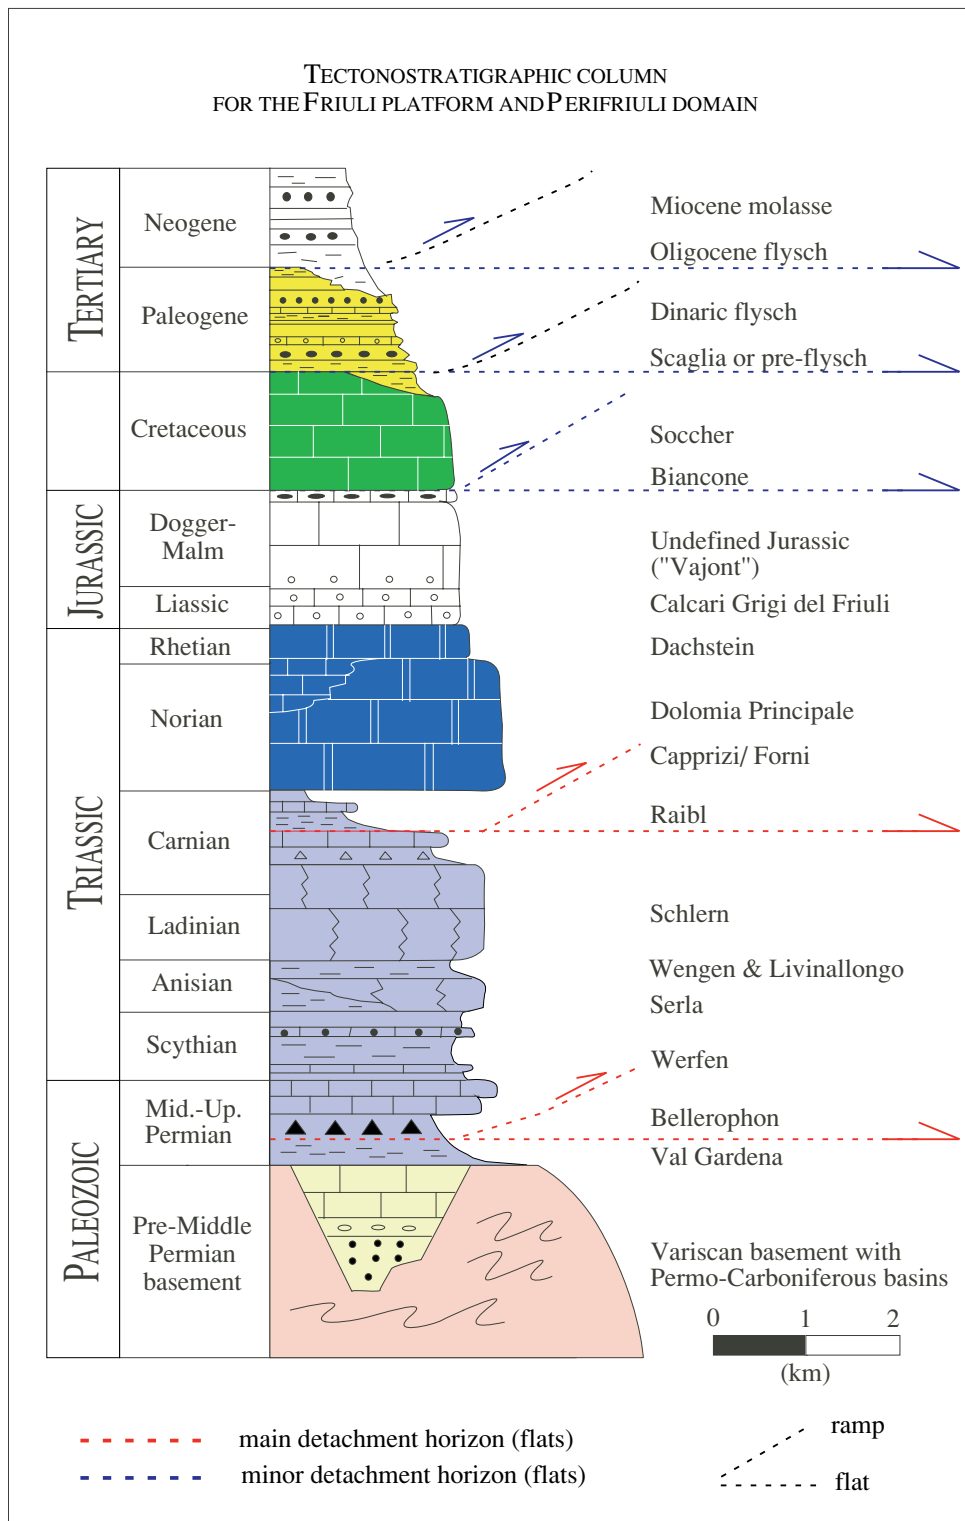 TECTONOSTRATIGRAPHIC COLUMN
FOR THE FRIULI PLATFORM AND PERIFRIULI DOMAIN
TERTIARY
Neogene
Paleogene
Cretaceous
JURASSIC
Dogger-
Malm
Liassic
TRIASSIC
Rhetian
Norian
Carnian
Ladinian
Anisian
Scythian
PALEOZOIC
Mid.-Up.
Permian
Pre-Middle
Permian
basement
Miocene molasse
Oligocene flysch
Dinaric flysch
Scaglia or pre-flysch
Soccher
Biancone
Undefined Jurassic
("Vajont")
Calcari Grigi del Friuli
Dachstein
Dolomia Principale
Capprizi/ Forni
Raibl
Schlern
Wengen & Livinallongo
Serla
Werfen
Bellerophon
Val Gardena
Variscan basement with
Permo-Carboniferous basins
0 1 2
(km)
main detachment horizon (flats)
minor detachment horizon (flats)
ramp
flat